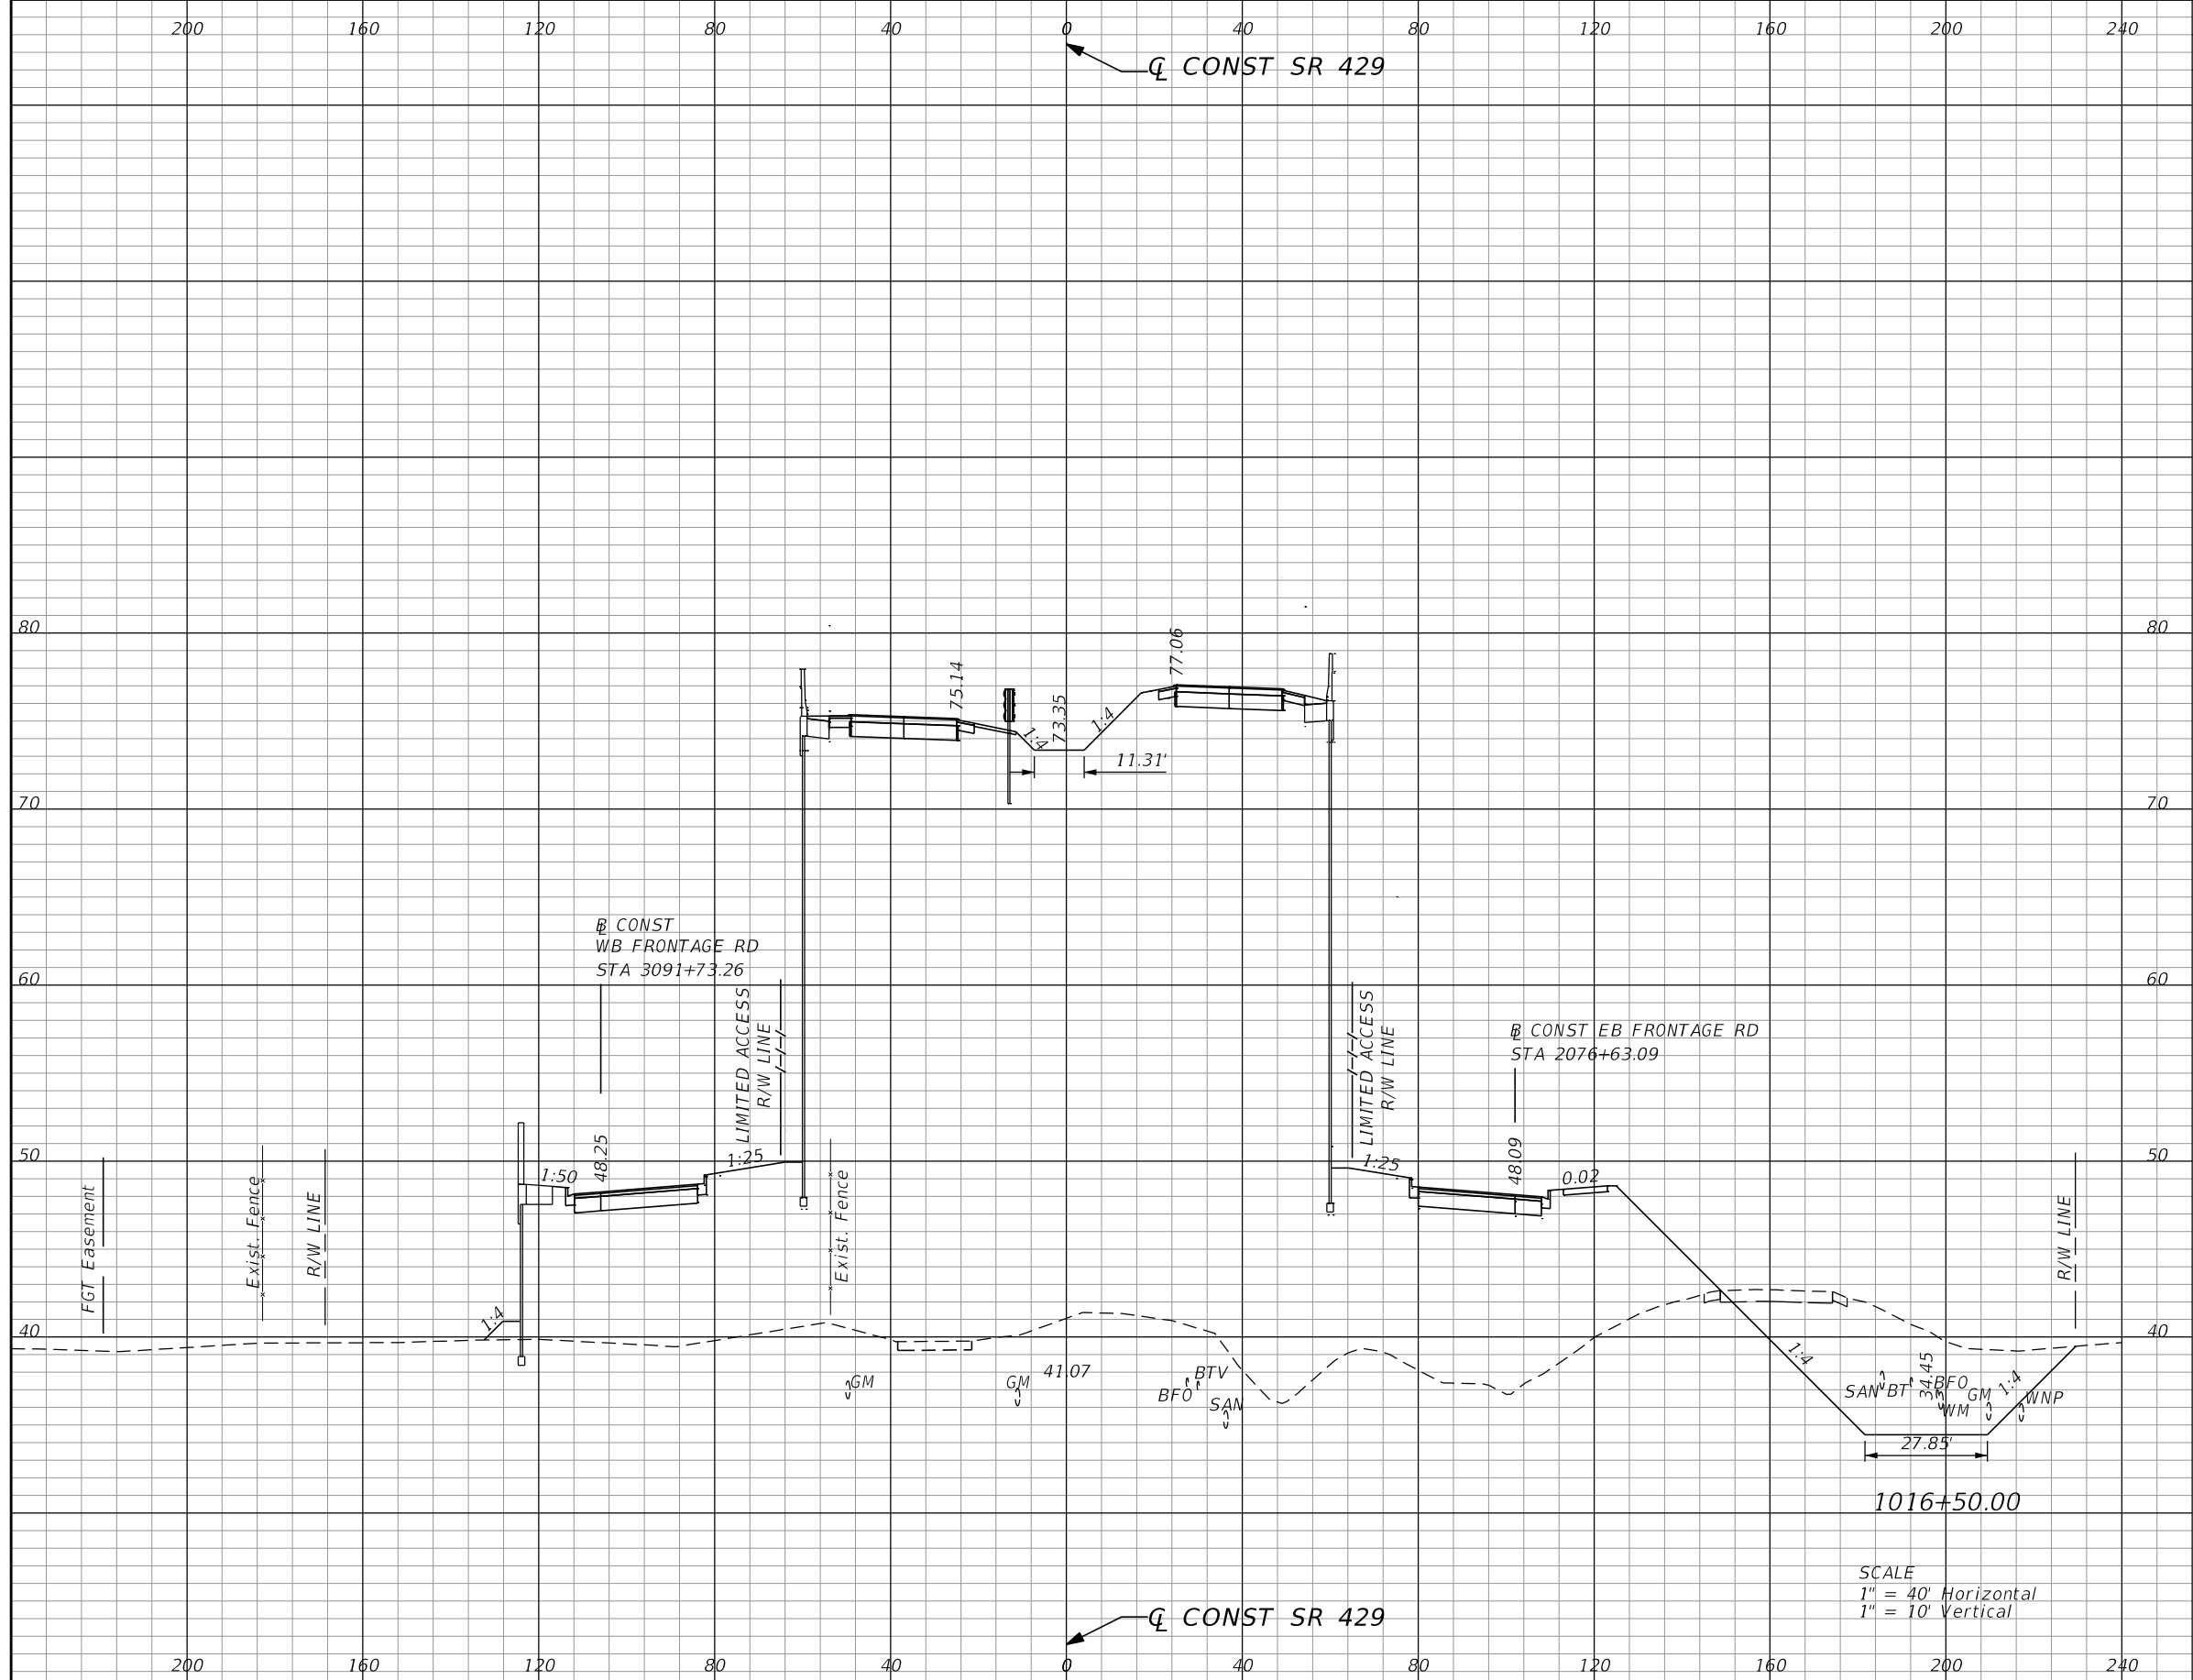 200 160 120 80 40 0 40 80 120 160 200 240
℄ CONST SR 429
80 80
77.06
75.14
73.35
1:4
1:4
11.31'
70 70
B̲L CONST
WB FRONTAGE RD
STA 3091+73.26
60 60
LIMITED ACCESS
R/W LINE
LIMITED ACCESS
R/W LINE
BL CONST EB FRONTAGE RD
STA 2076+63.09
50 50
1:50
48.25
1:25
1:25
48.09
0.02
FGT Easement
Exist. Fence
R/W LINE
Exist. Fence
R/W LINE
1:4
40 40
GM
GM
41.07
BTV
BFO
SAN
1:4
SAN
BT
34.45
BFO
WM
GM
1:4
WNP
27.85'
1016+50.00
SCALE
1" = 40' Horizontal
1" = 10' Vertical
℄ CONST SR 429
200 160 120 80 40 0 40 80 120 160 200 240